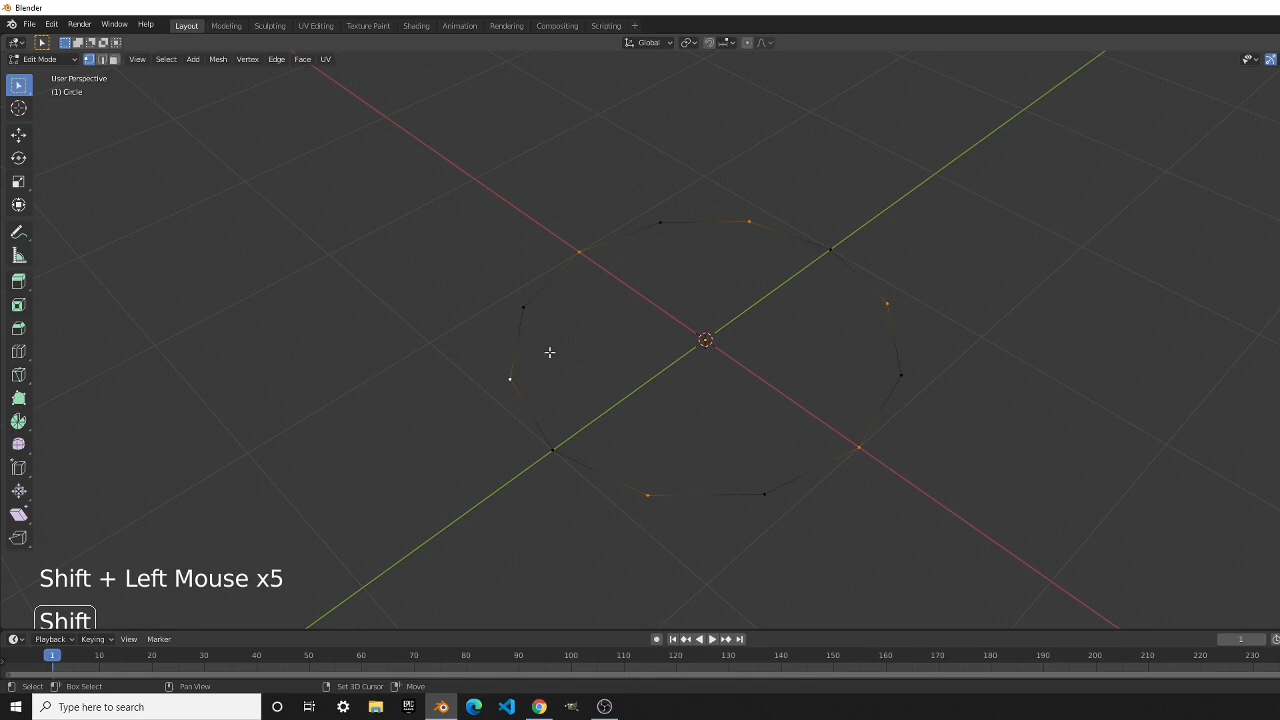 Blender
File Edit Render Window Help
Layout Modeling Sculpting UV Editing Texture Paint Shading Animation Rendering Compositing Scripting +
Global
Edit Mode View Select Add Mesh Vertex Edge Face UV
User Perspective
(1) Circle
Shift + Left Mouse x5
Shift
Playback Keying View Marker
1
1 10 20 30 40 50 60 70 80 90 100 110 120 130 140 150 160 170 180 190 200 210 220 230
Select Box Select Pan View Set 3D Cursor Move
Type here to search
EPIC